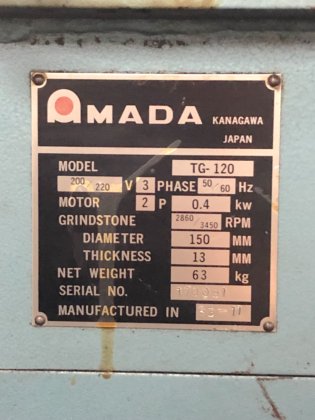 AMADA KANAGAWA
JAPAN
MODEL TG-120
200/220 V 3 PHASE 50/60 Hz
MOTOR 2 P 0.4 kw
GRINDSTONE 2860/3450 RPM
DIAMETER 150 MM
THICKNESS 13 MM
NET WEIGHT 63 kg
SERIAL NO.
MANUFACTURED IN